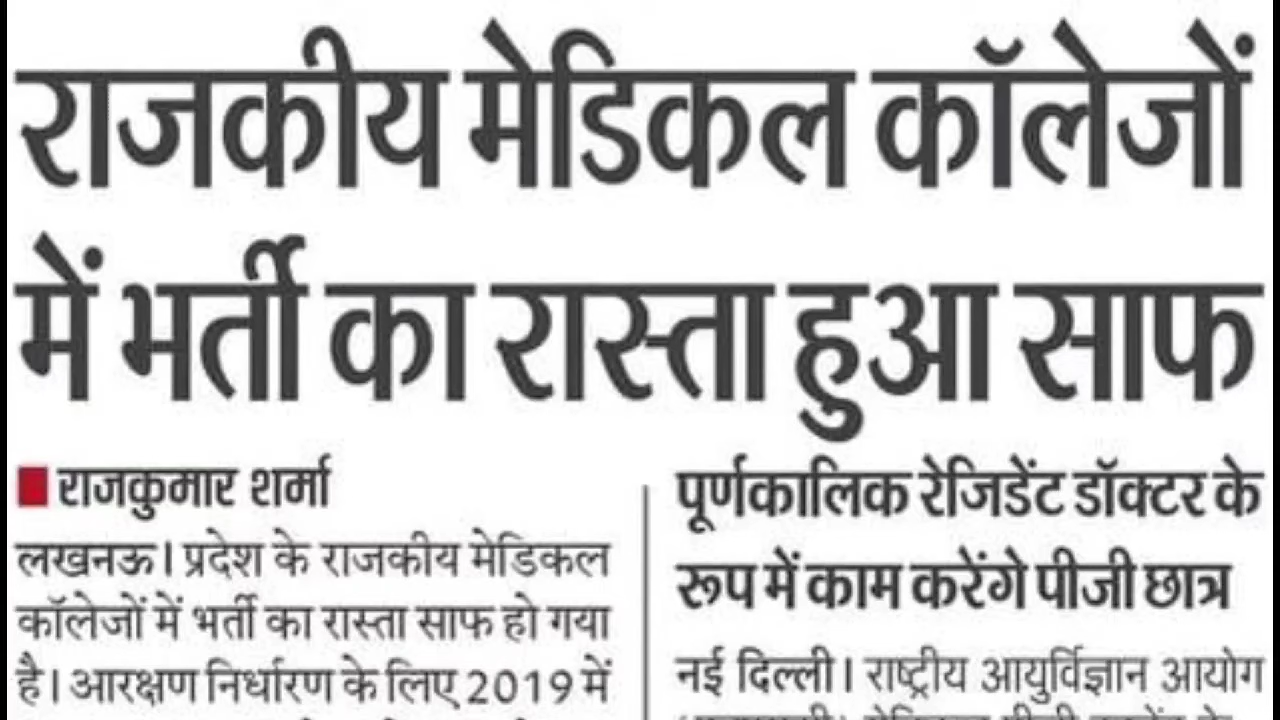 राजकीय मेडिकल कॉलेजों
में भर्ती का रास्ता हुआ साफ
राजकुमार शर्मा
लखनऊ। प्रदेश के राजकीय मेडिकल
कॉलेजों में भर्ती का रास्ता साफ हो गया
है। आरक्षण निर्धारण के लिए 2019 में
पूर्णकालिक रेजिडेंट डॉक्टर के
रूप में काम करेंगे पीजी छात्र
नई दिल्ली। राष्ट्रीय आयुर्विज्ञान आयोग